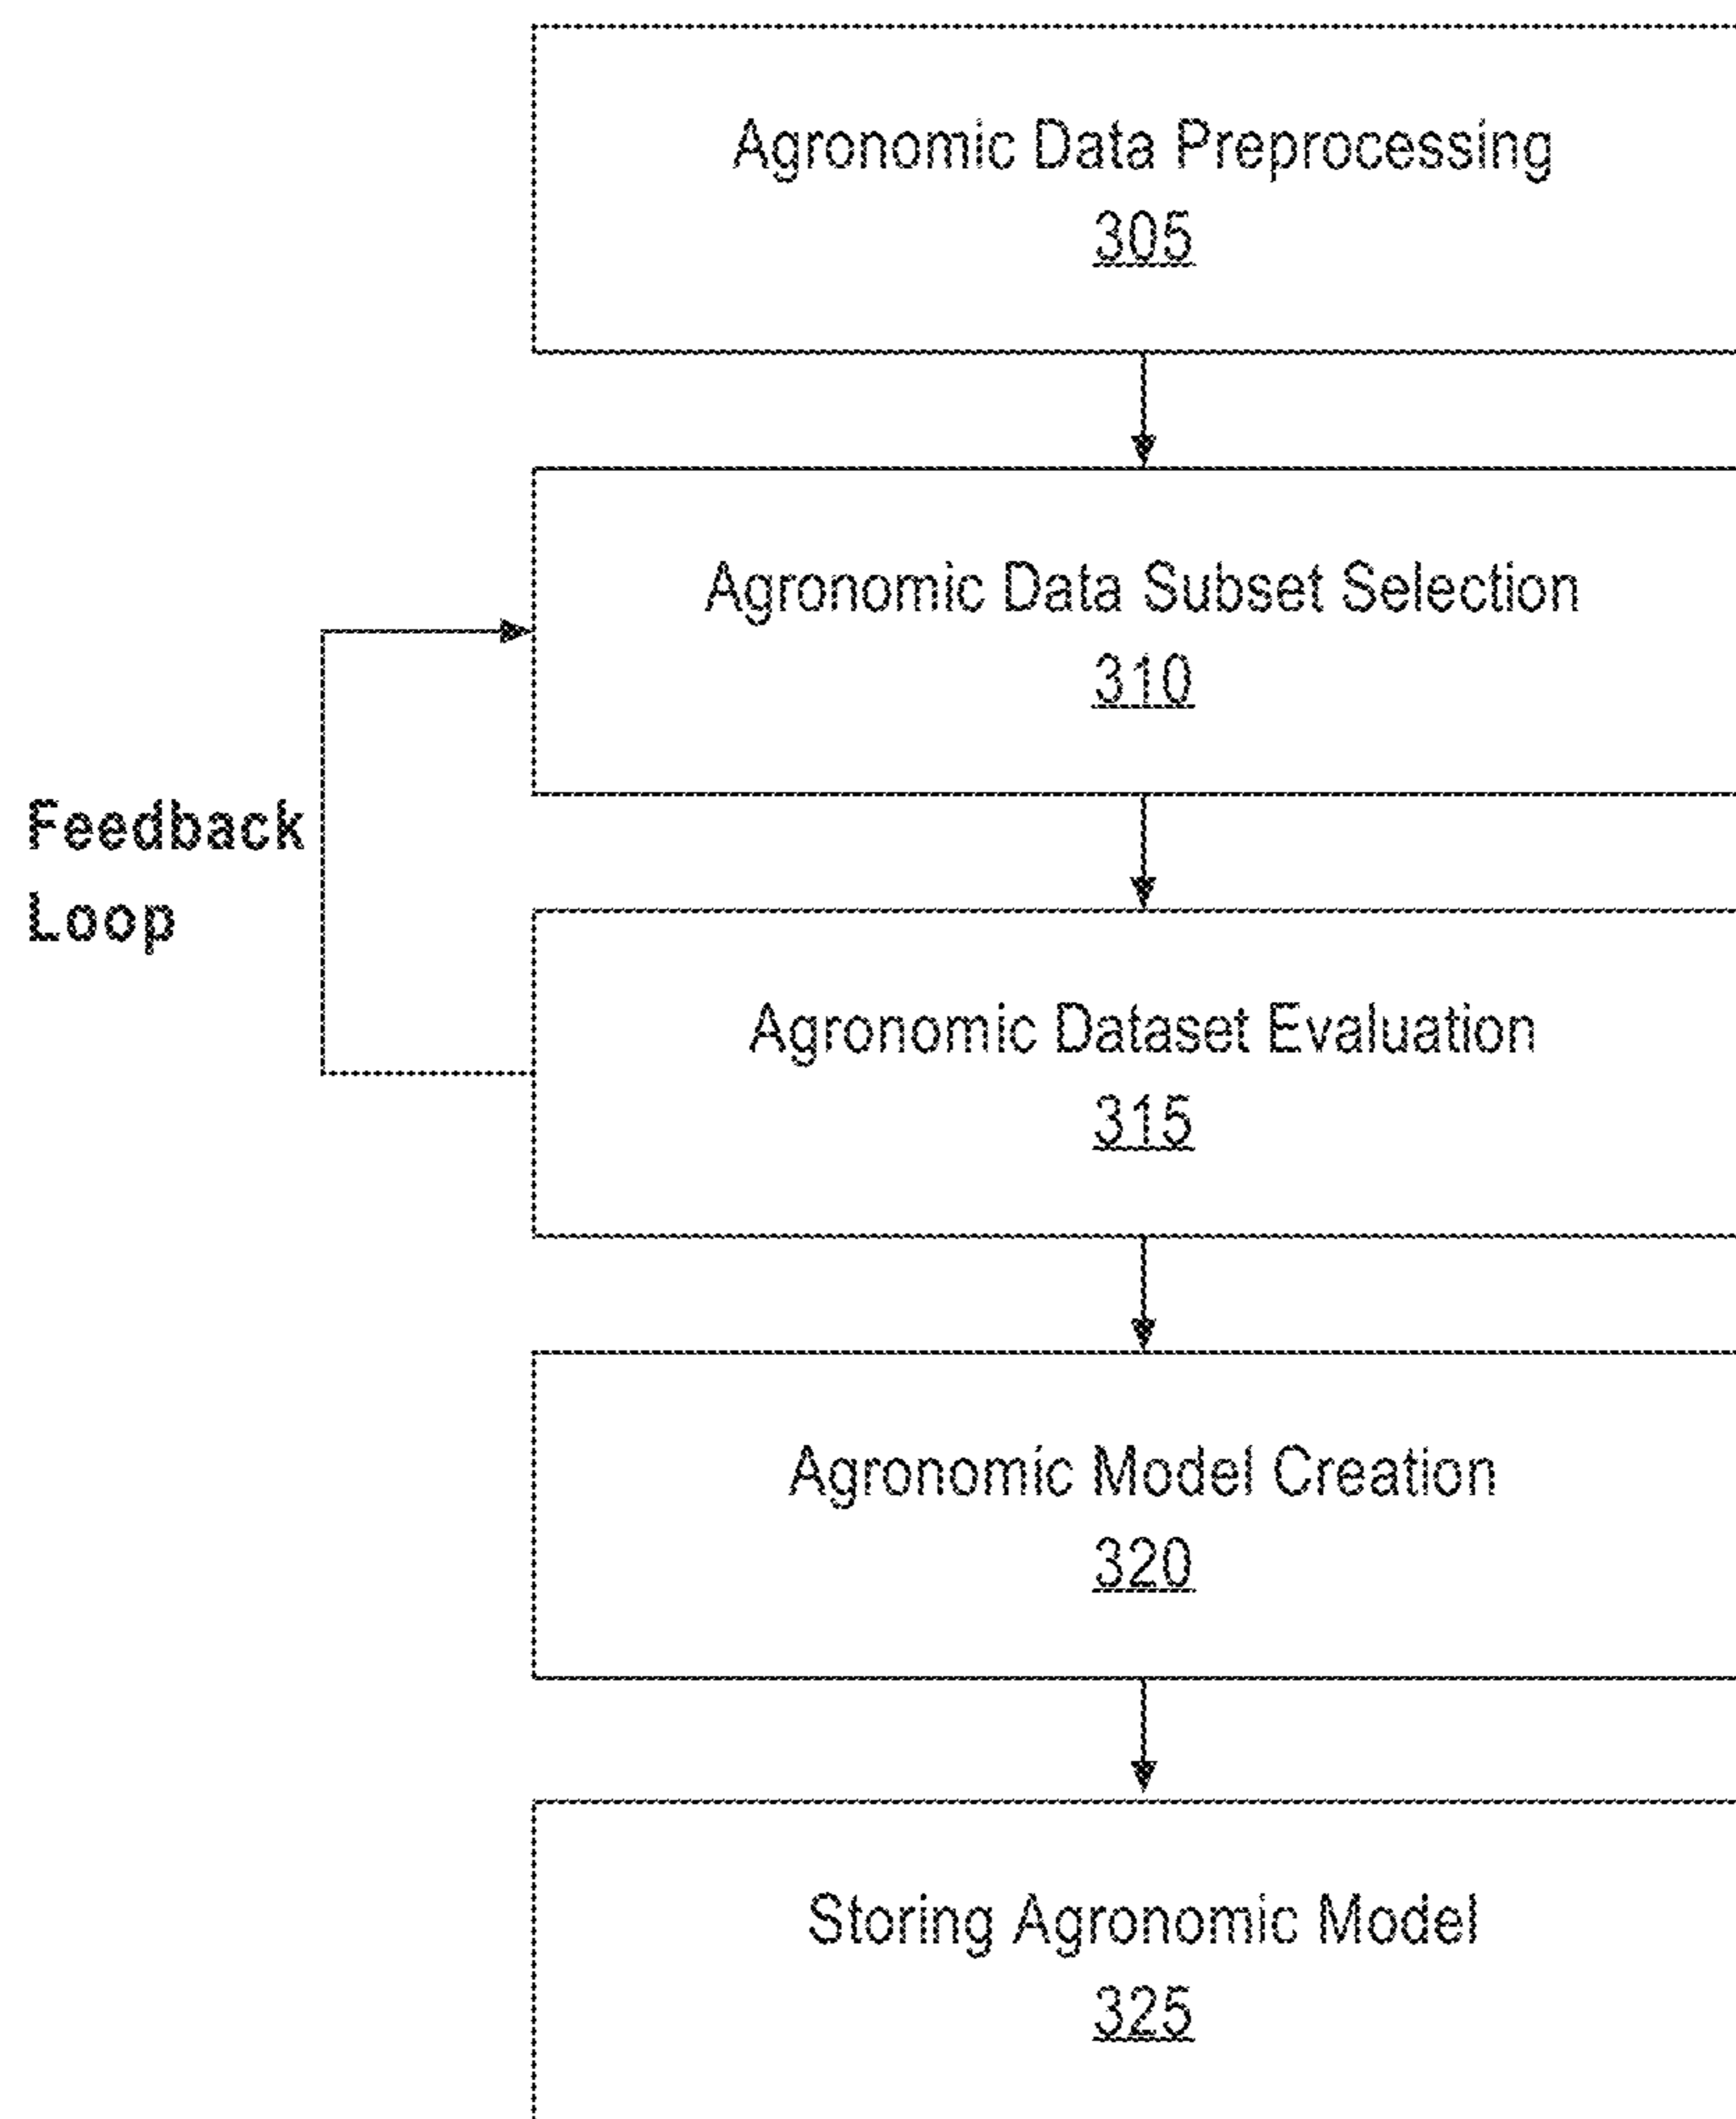 Agronomic Data Preprocessing
305
Agronomic Data Subset Selection
310
Feedback
Loop
Agronomic Dataset Evaluation
315
Agronomic Model Creation
320
Storing Agronomic Model
325